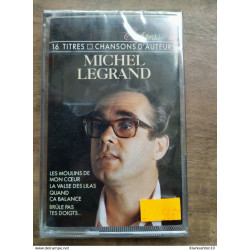 16 TITRES □ CHANSONS D'AUTEUR
MICHEL
LEGRAND
LES MOULINS DE
MON CŒUR
LA VALSE DES LILAS
QUAND
ÇA BALANCE
BRÛLE PAS
TES DOIGTS...